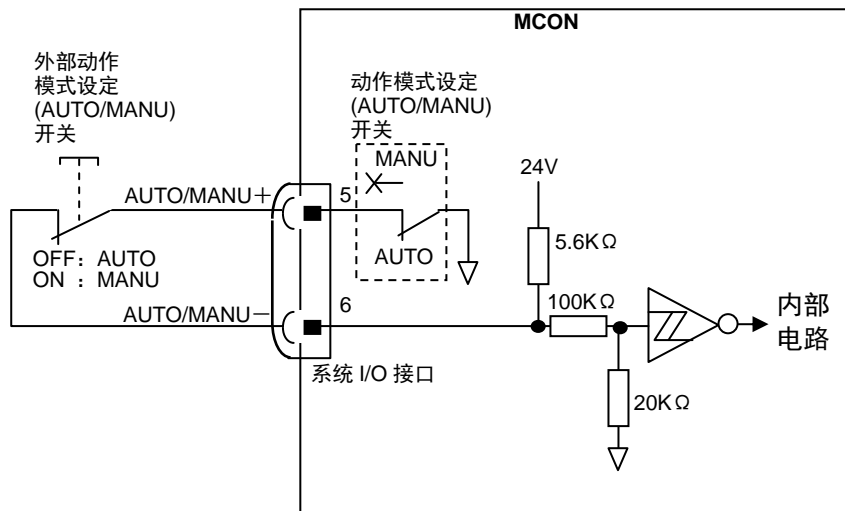 MCON
外部动作
模式设定
(AUTO/MANU)
开关
动作模式设定
(AUTO/MANU)
开关
MANU
24V
AUTO/MANU＋
5
5.6KΩ
OFF：AUTO
ON ：MANU
AUTO
AUTO/MANU－
6
100KΩ
内部
电路
系统 I/O 接口
20KΩ